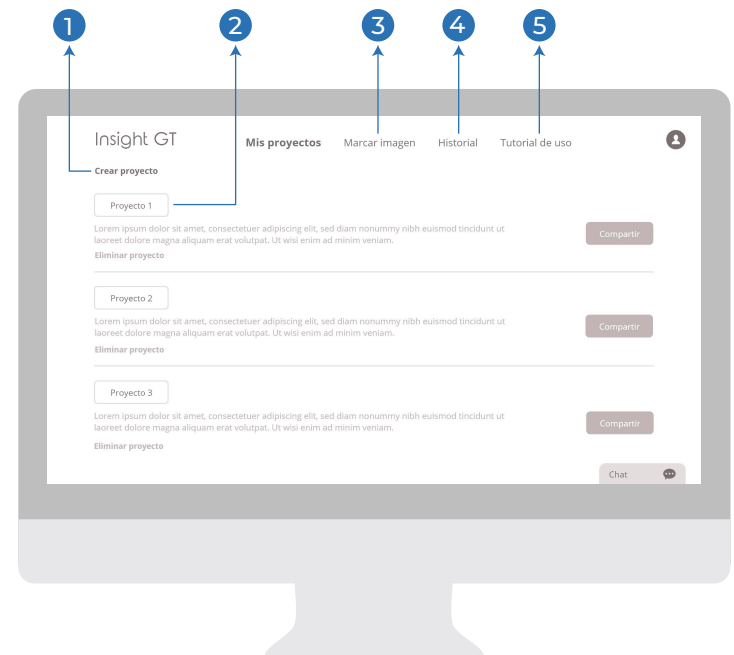 1 2 3 4 5
Insight GT
Mis proyectos Marcar imagen Historial Tutorial de uso
Crear proyecto
Proyecto 1
Lorem ipsum dolor sit amet, consectetuer adipiscing elit, sed diam nonummy nibh euismod tincidunt ut
laoreet dolore magna aliquam erat volutpat. Ut wisi enim ad minim veniam.
Compartir
Eliminar proyecto
Proyecto 2
Lorem ipsum dolor sit amet, consectetuer adipiscing elit, sed diam nonummy nibh euismod tincidunt ut
laoreet dolore magna aliquam erat volutpat. Ut wisi enim ad minim veniam.
Compartir
Eliminar proyecto
Proyecto 3
Lorem ipsum dolor sit amet, consectetuer adipiscing elit, sed diam nonummy nibh euismod tincidunt ut
laoreet dolore magna aliquam erat volutpat. Ut wisi enim ad minim veniam.
Compartir
Eliminar proyecto
Chat